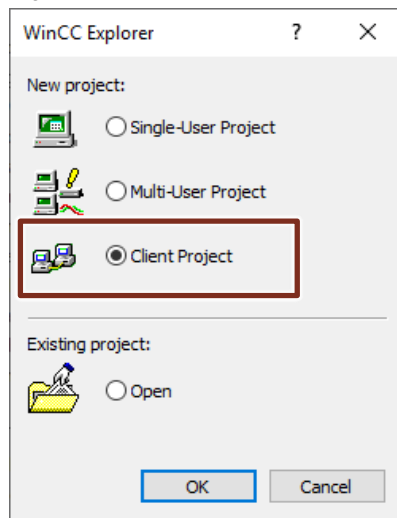 WinCC Explorer ? ×
New project:
Single-User Project
Multi-User Project
Client Project
Existing project:
Open
OK Cancel